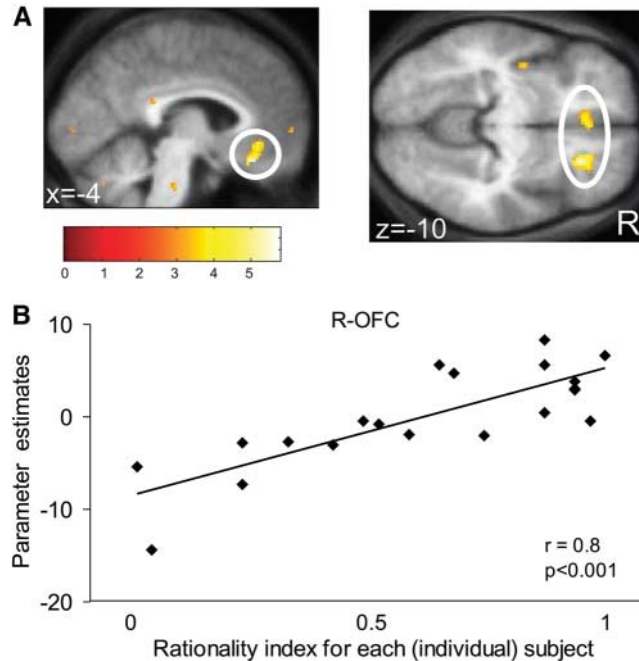 A
x=-4
z=-10
R
0 1 2 3 4 5
B
R-OFC
10
0
-10
-20
Parameter estimates
r = 0.8
p<0.001
0 0.5 1
Rationality index for each (individual) subject